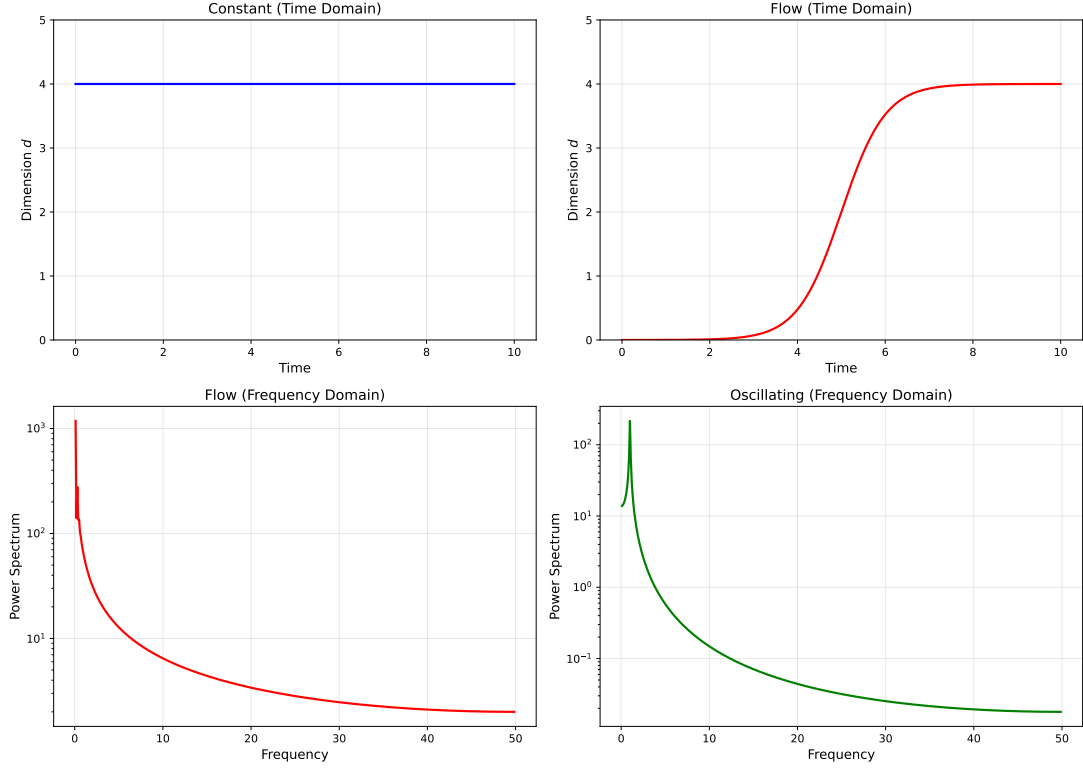 Constant (Time Domain)
Dimension d
5
4
3
2
1
0
0 2 4 6 8 10
Time
Flow (Time Domain)
Dimension d
5
4
3
2
1
0
0 2 4 6 8 10
Time
Flow (Frequency Domain)
Power Spectrum
10³
10²
10¹
0 10 20 30 40 50
Frequency
Oscillating (Frequency Domain)
Power Spectrum
10²
10¹
10⁰
10⁻¹
0 10 20 30 40 50
Frequency